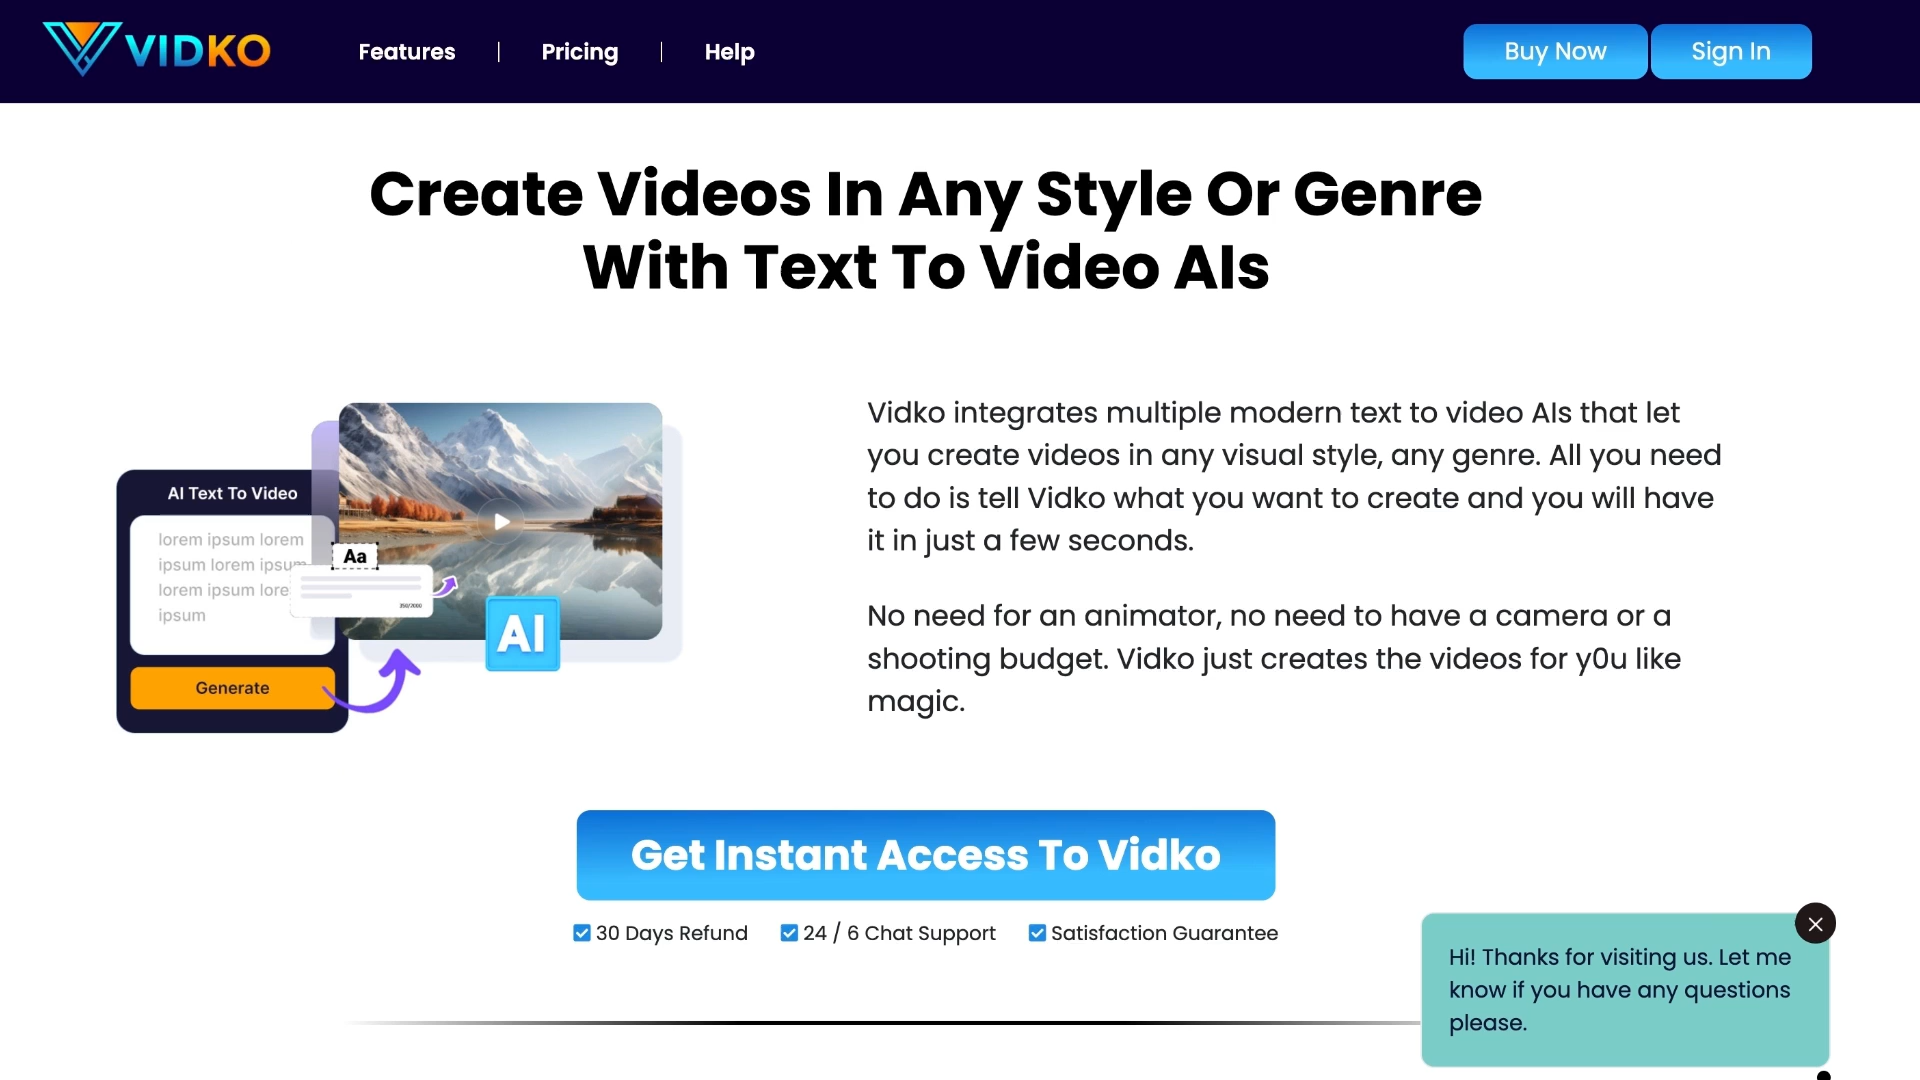 VIDKO
Features
Pricing
Help
Buy Now
Sign In
Create Videos In Any Style Or Genre
With Text To Video AIs
AI Text To Video
lorem ipsum lorem
ipsum lorem ipsum
lorem ipsum lore
ipsum
Aa
350/2000
AI
Generate
Vidko integrates multiple modern text to video AIs that let
you create videos in any visual style, any genre. All you need
to do is tell Vidko what you want to create and you will have
it in just a few seconds.
No need for an animator, no need to have a camera or a
shooting budget. Vidko just creates the videos for y0u like
magic.
Get Instant Access To Vidko
30 Days Refund
24 / 6 Chat Support
Satisfaction Guarantee
Hi! Thanks for visiting us. Let me
know if you have any questions
please.